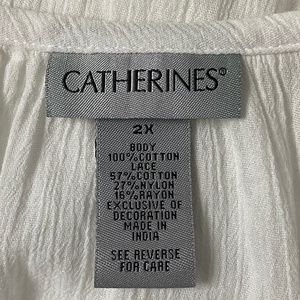 CATHERINES®
2X
BODY
100%COTTON
LACE
57%COTTON
27%NYLON
16%RAYON
EXCLUSIVE OF
DECORATION
MADE IN
INDIA
SEE REVERSE
FOR CARE